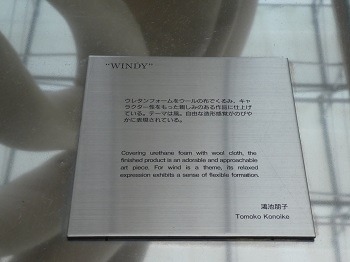 "WINDY"
ウレタンフォームをウールの布でくるみ、キャ
ラクター性をもった親しみのある作品に仕上げ
ている。テーマは風。自由な造形感覚がのびや
かに表現されている。
Covering urethane foam with wool cloth, the
finished product is an adorable and approachable
art piece. For wind is a theme, its relaxed
expression exhibits a sense of flexible formation.
鴻池朋子
Tomoko Konoike